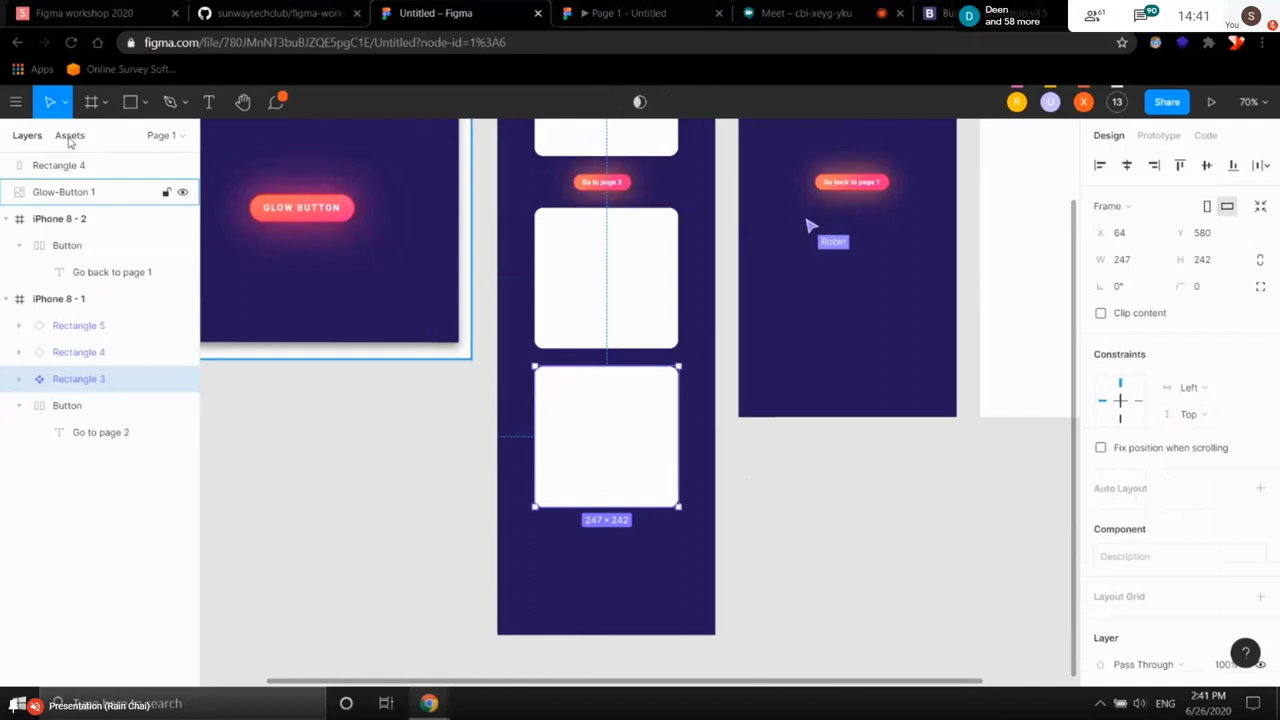 Figma workshop 2020
sunwaytechclub/figma-work
Untitled – Figma
Page 1 - Untitled
Meet – cbi-xeyg-yku
Deen
and 58 more
61
90
14:41
You
S
figma.com/file/780JMnNT3buBJZQE5pgC1E/Untitled?node-id=1%3A6
Apps
Online Survey Soft...
R
U
X
13
Share
70%
Layers
Assets
Page 1
Design
Prototype
Code
Rectangle 4
Glow-Button 1
iPhone 8 - 2
Button
Go back to page 1
iPhone 8 - 1
Rectangle 5
Rectangle 4
Rectangle 3
Button
Go to page 2
GLOW BUTTON
Go to page 2
Go back to page 1
Robin
247 × 242
Frame
X 64 Y 580
W 247 H 242
0° 0
Clip content
Constraints
Left
Top
Fix position when scrolling
Auto Layout
Component
Description
Layout Grid
Layer
Pass Through 100%
?
ENG
2:41 PM
6/26/2020